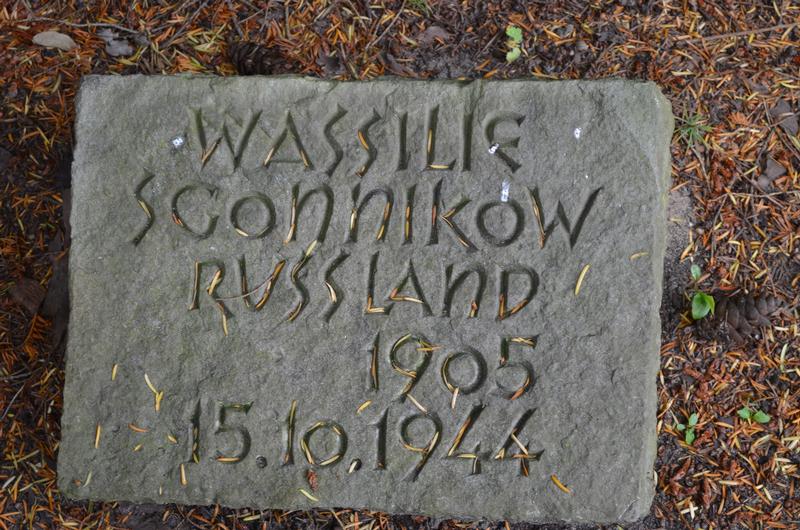 WASSILIE
SGONNIKOW
RUSSLAND
1905
15.10.1944